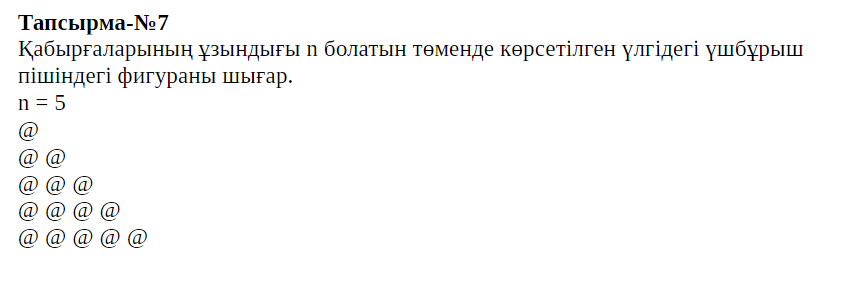 Тапсырма-№7
Қабырғаларының ұзындығы n болатын төменде көрсетілген үлгідегі үшбұрыш
пішіндегі фигураны шығар.
n = 5
@
@ @
@ @ @
@ @ @ @
@ @ @ @ @